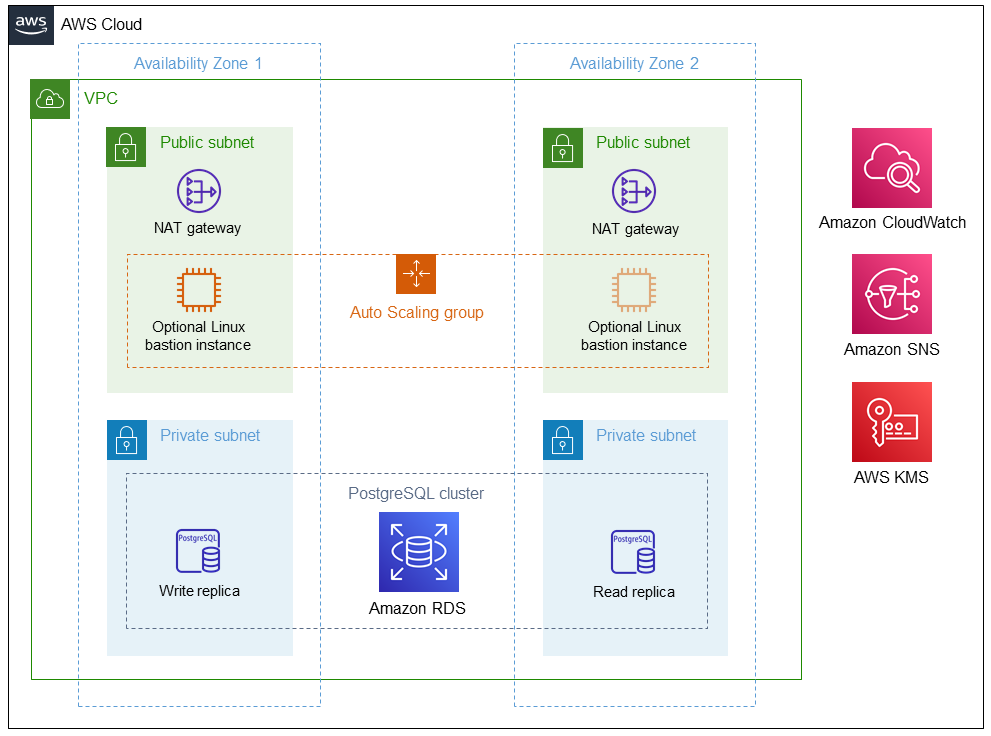 aws
AWS Cloud
Availability Zone 1
Availability Zone 2
VPC
Public subnet
Public subnet
NAT gateway
NAT gateway
Amazon CloudWatch
Auto Scaling group
Optional Linux
bastion instance
Optional Linux
bastion instance
Amazon SNS
Private subnet
Private subnet
AWS KMS
PostgreSQL cluster
PostgreSQL
PostgreSQL
Write replica
Read replica
Amazon RDS